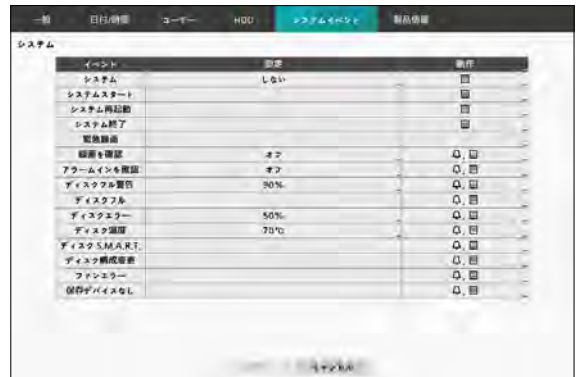 一般 日付/時間 ユーザー HDD システムイベント 製品情報
システム
イベント 設定 動作
システム しない
システムスタート
システム再起動
システム終了
緊急録画
録画を確認 オフ
アラームインを確認 オフ
ディスクフル警告 90%
ディスクフル
ディスクエラー 50%
ディスク温度 70℃
ディスク S.M.A.R.T.
ディスク構成変更
ファンエラー
保存デバイスなし
キャンセル